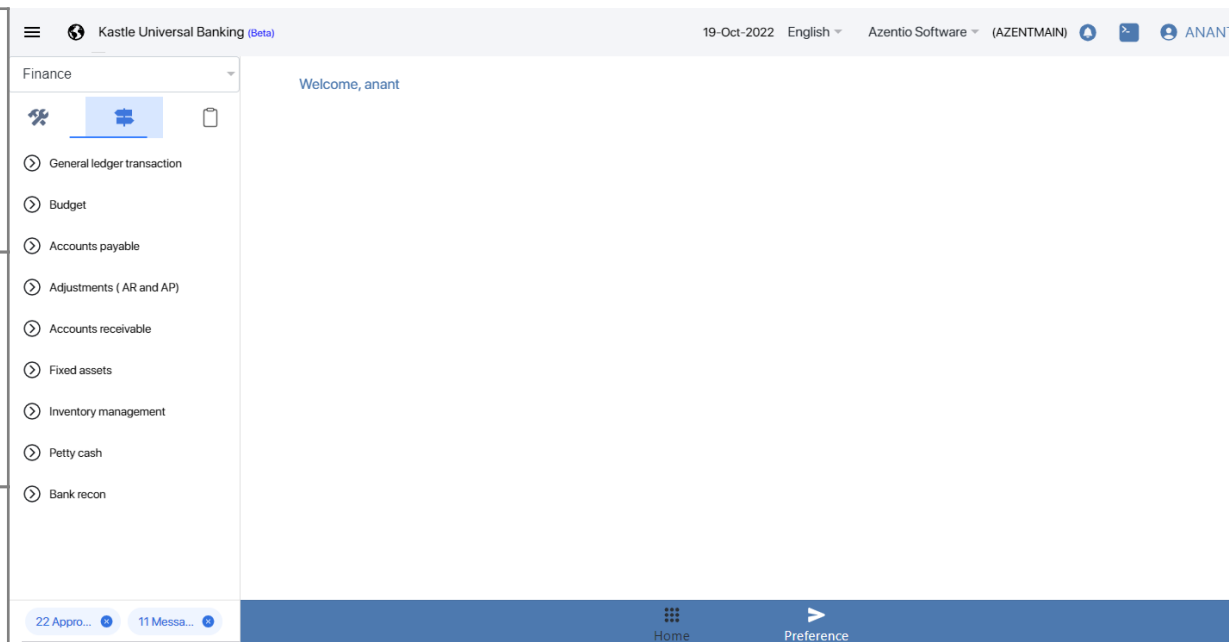 Kastle Universal Banking (Beta)
19-Oct-2022 English Azentio Software (AZENTMAIN) ANANT
Finance
Welcome, anant
General ledger transaction
Budget
Accounts payable
Adjustments ( AR and AP)
Accounts receivable
Fixed assets
Inventory management
Petty cash
Bank recon
22 Appro... 11 Messa...
Home Preference